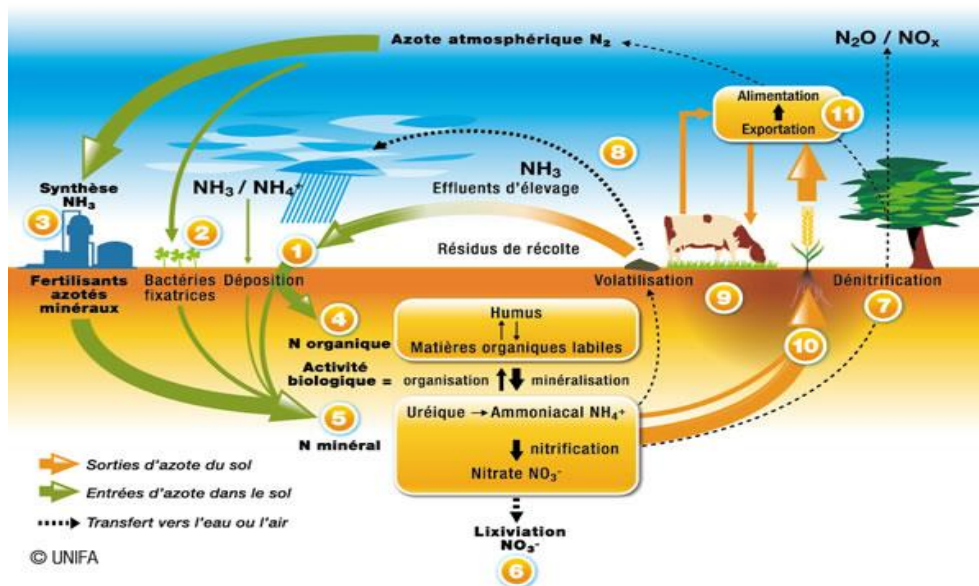 Azote atmosphérique N₂
N₂O / NOₓ
Alimentation
11
Exportation
8
NH₃
Effluents d'élevage
Synthèse
NH₃
3
NH₃ / NH₄⁺
2
1
Résidus de récolte
Fertilisants
azotés
minéraux
Bactéries
fixatrices
Déposition
Volatilisation
9
Dénitrification
7
4
N organique
Humus
Matières organiques labiles
10
Activité
biologique = organisation minéralisation
5
N minéral
Uréique → Ammoniacal NH₄⁺
nitrification
Nitrate NO₃⁻
Sorties d'azote du sol
Entrées d'azote dans le sol
Transfert vers l'eau ou l'air
Lixiviation
NO₃⁻
6
© UNIFA